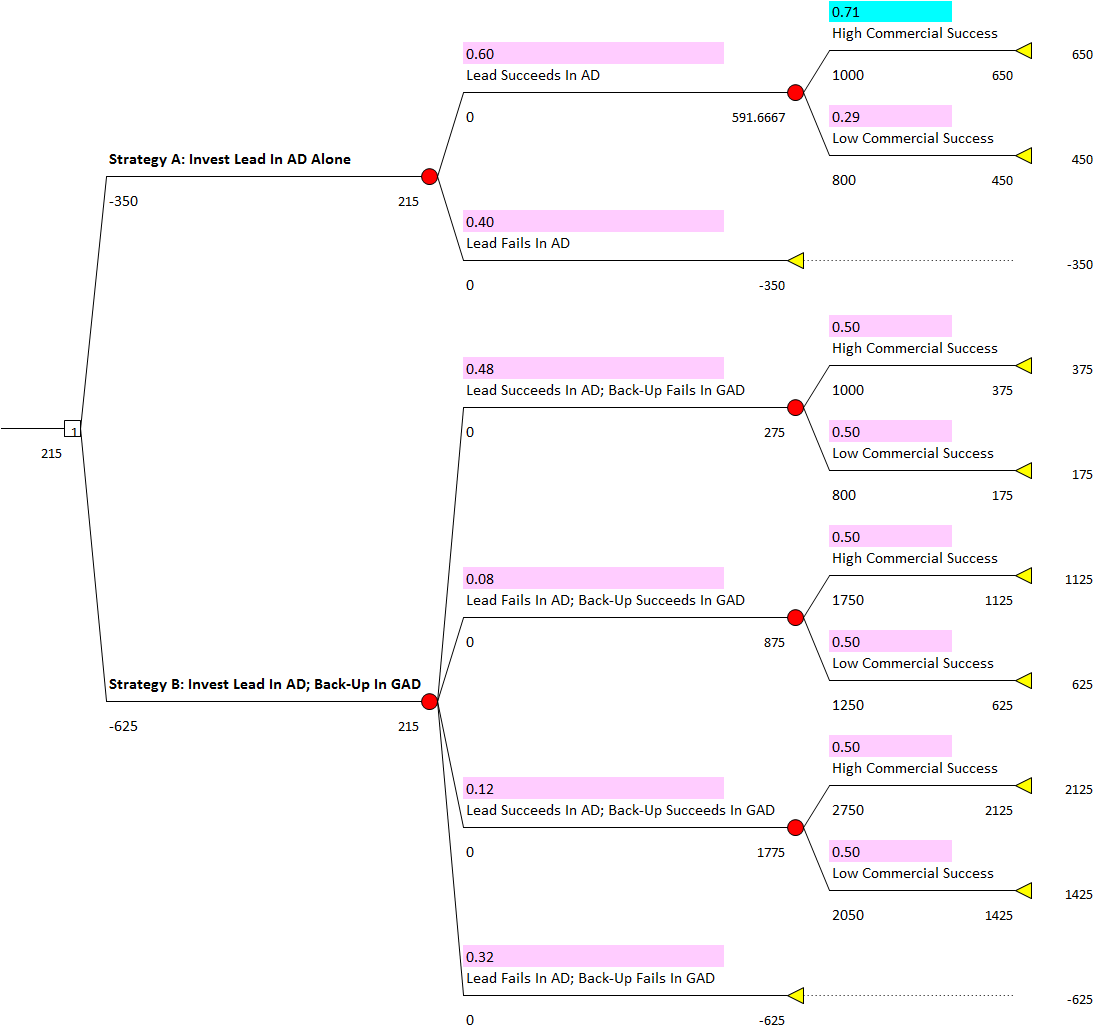 0.71
High Commercial Success
1000 650 650
0.60
Lead Succeeds In AD
0 591.6667
0.29
Low Commercial Success
800 450 450
Strategy A: Invest Lead In AD Alone
-350 215
0.40
Lead Fails In AD
0 -350 -350
0.50
High Commercial Success
1000 375 375
0.48
Lead Succeeds In AD; Back-Up Fails In GAD
0 275
0.50
Low Commercial Success
800 175 175
1
215
0.50
High Commercial Success
1750 1125 1125
0.08
Lead Fails In AD; Back-Up Succeeds In GAD
0 875
0.50
Low Commercial Success
1250 625 625
Strategy B: Invest Lead In AD; Back-Up In GAD
-625 215
0.50
High Commercial Success
2750 2125 2125
0.12
Lead Succeeds In AD; Back-Up Succeeds In GAD
0 1775
0.50
Low Commercial Success
2050 1425 1425
0.32
Lead Fails In AD; Back-Up Fails In GAD
0 -625 -625